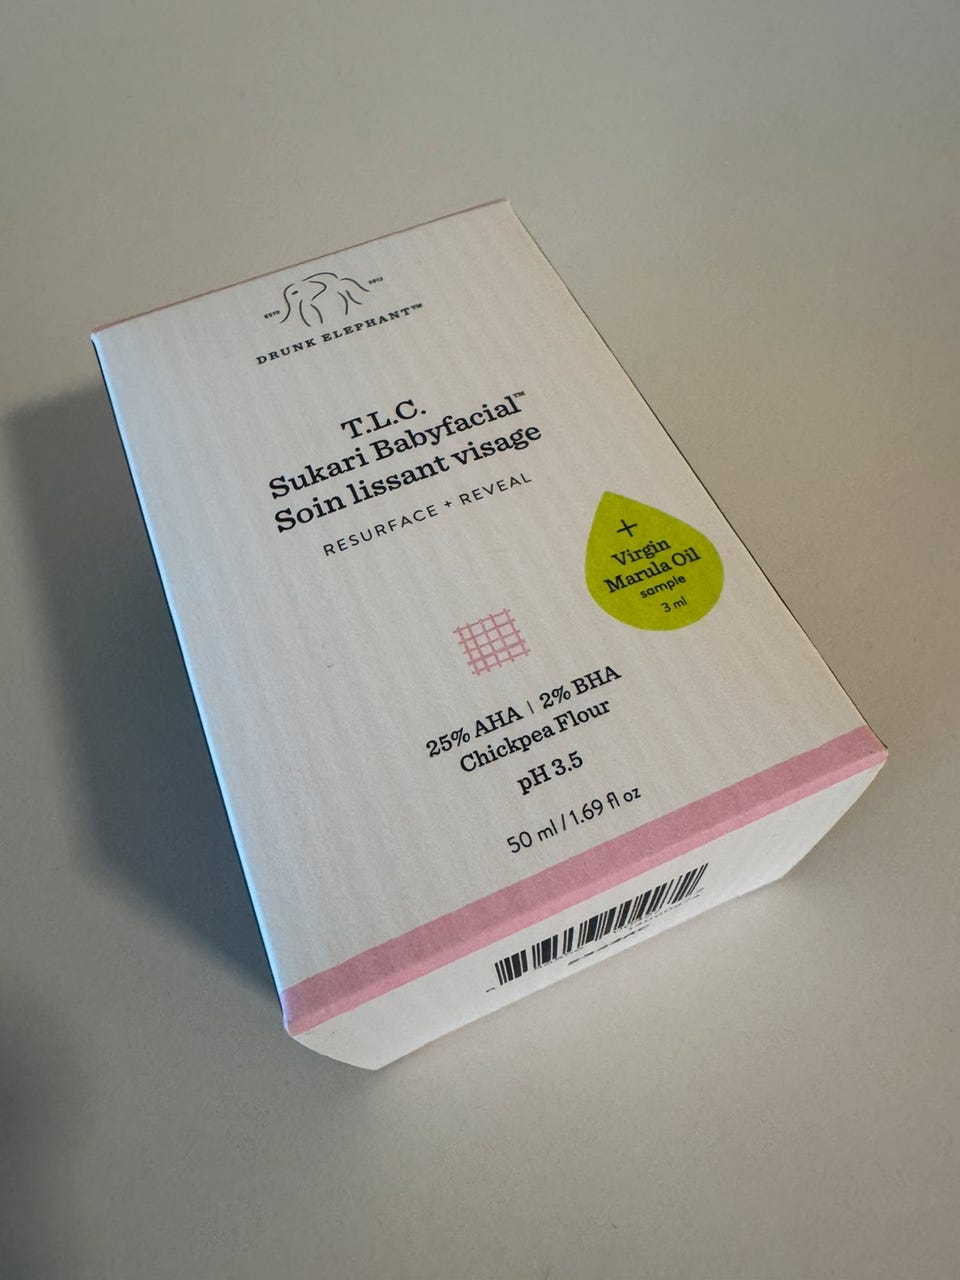 ESTD 2012
DRUNK ELEPHANT™
T.L.C.
Sukari Babyfacial™
Soin lissant visage
RESURFACE + REVEAL
+
Virgin
Marula Oil
sample
3 ml
25% AHA | 2% BHA
Chickpea Flour
pH 3.5
50 ml / 1.69 fl oz